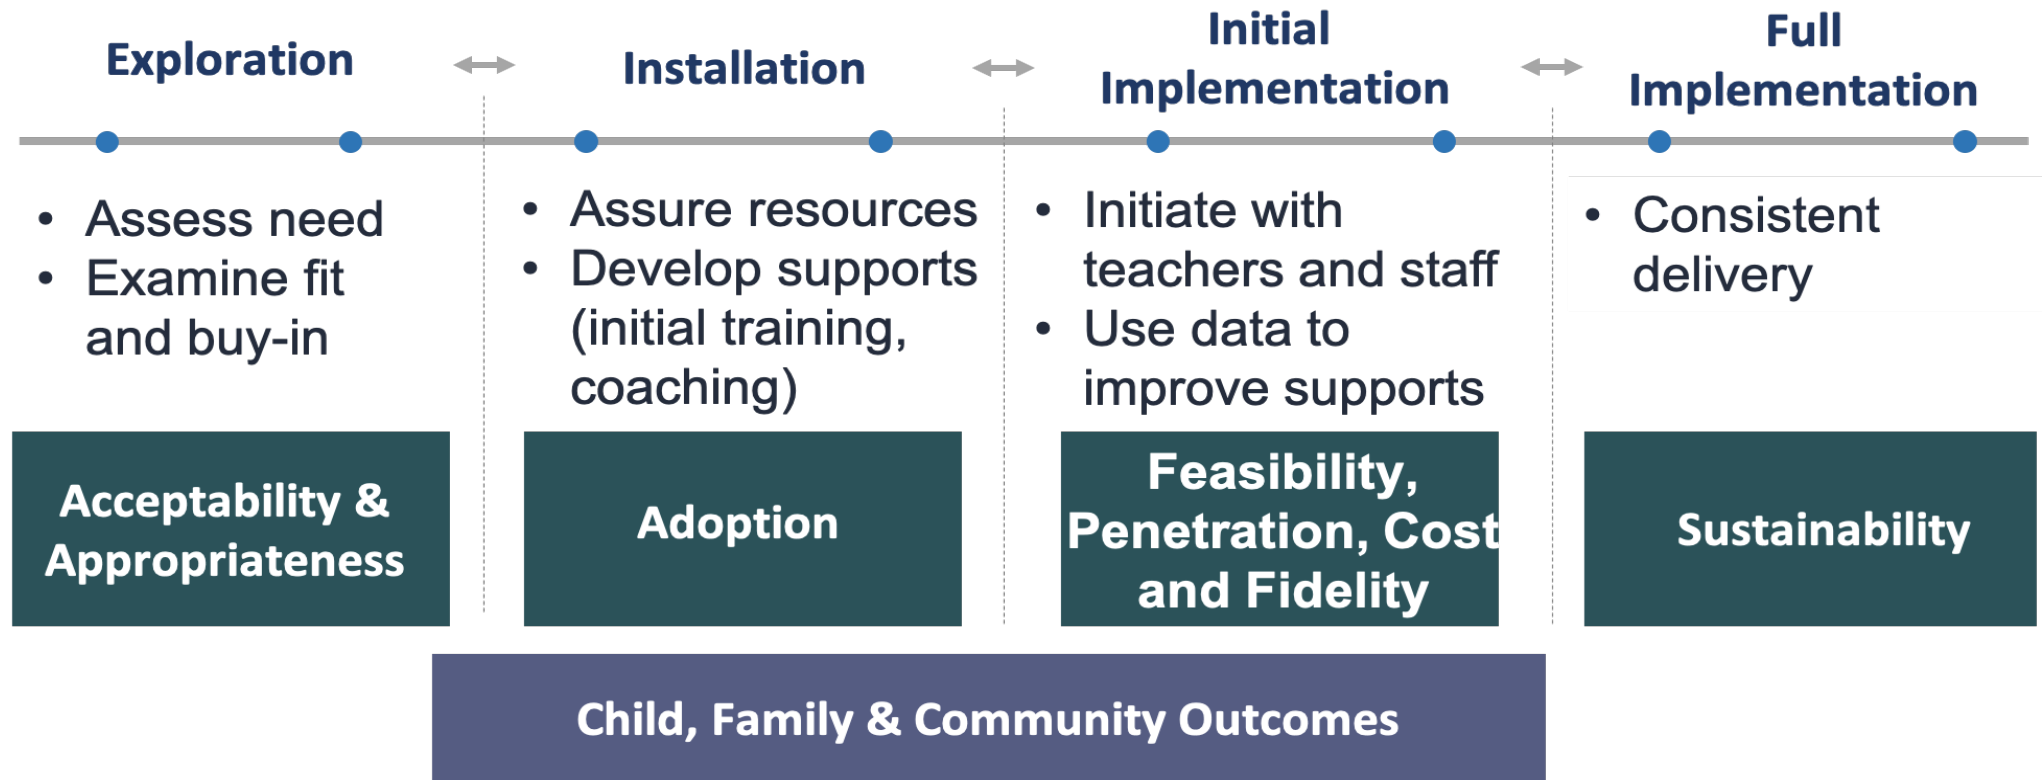 Exploration
Installation
Initial
Implementation
Full
Implementation
• Assess need
• Examine fit
and buy-in
• Assure resources
• Develop supports
(initial training,
coaching)
• Initiate with
teachers and staff
• Use data to
improve supports
• Consistent
delivery
Acceptability &
Appropriateness
Adoption
Feasibility,
Penetration, Cost
and Fidelity
Sustainability
Child, Family & Community Outcomes